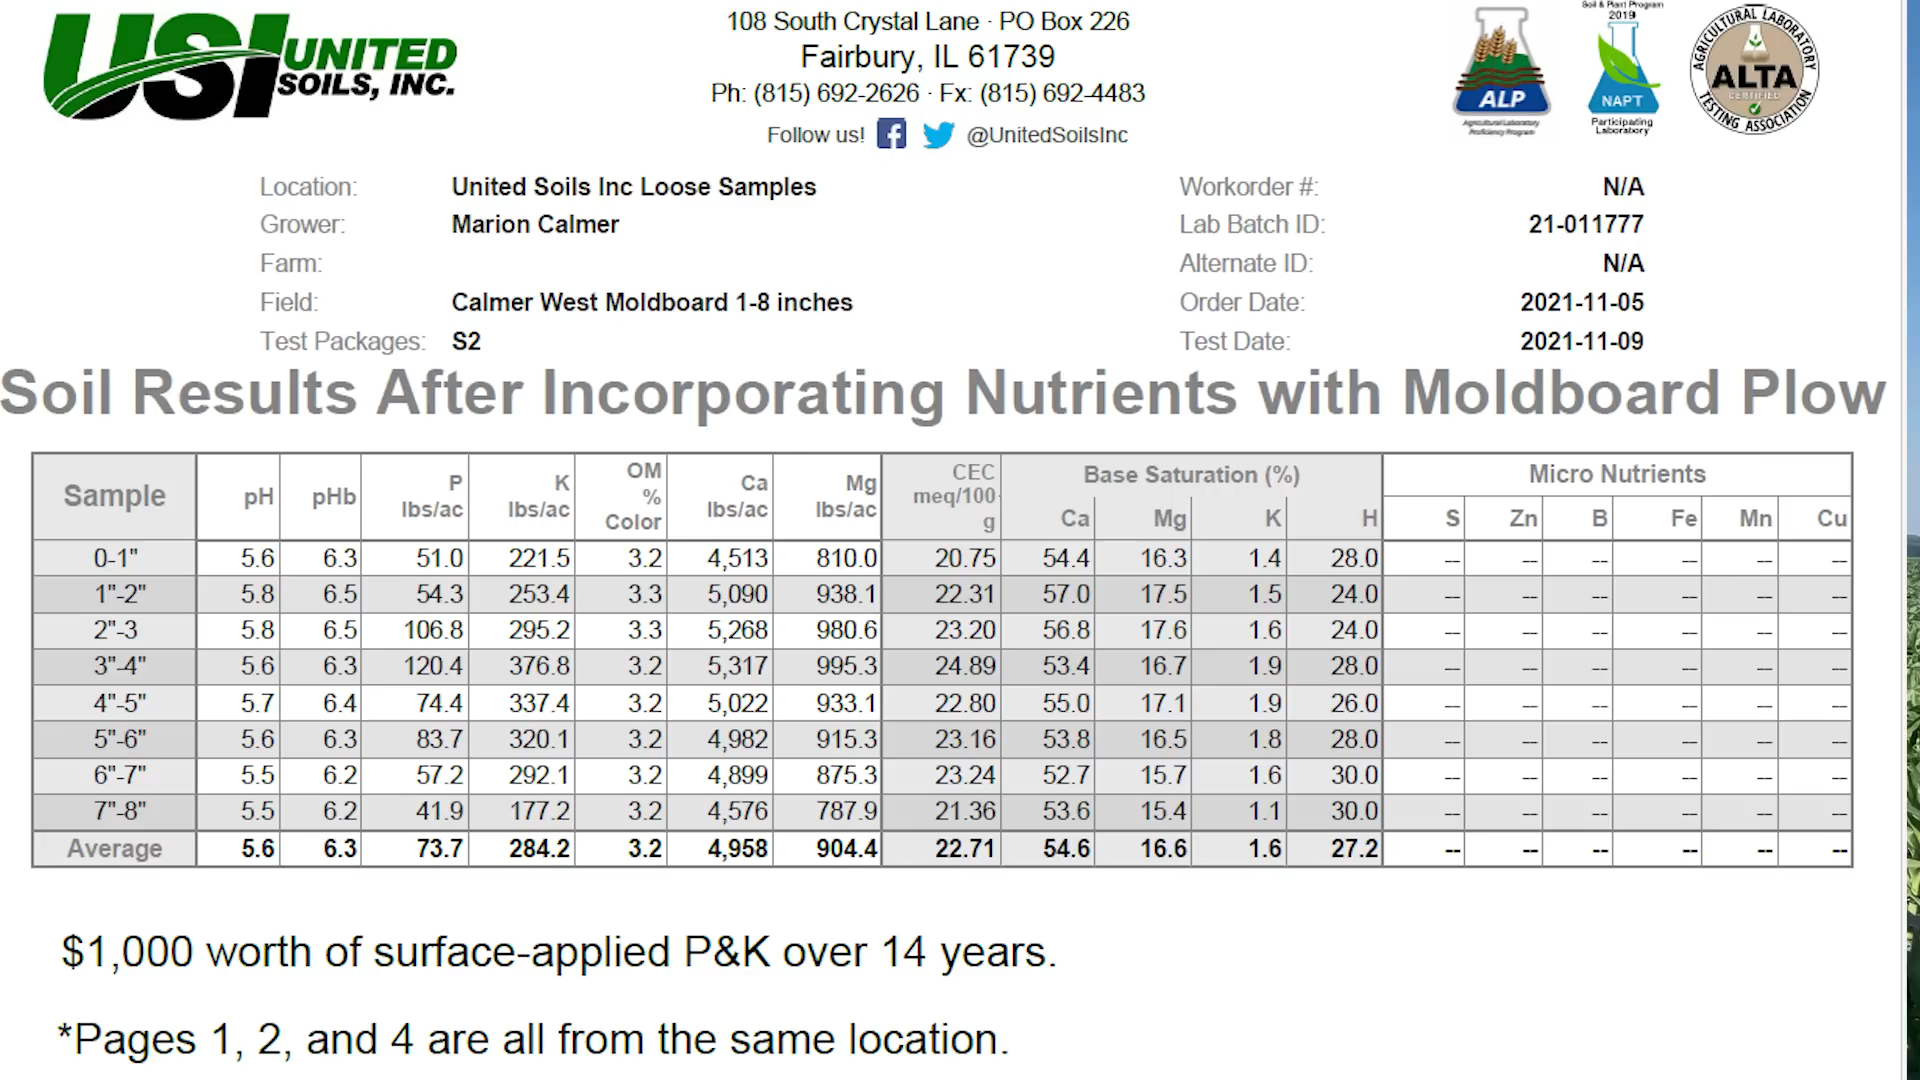 USI UNITED
SOILS, INC.
108 South Crystal Lane · PO Box 226
Fairbury, IL 61739
Ph: (815) 692-2626 · Fx: (815) 692-4483
Follow us! @UnitedSoilsInc
ALP
Agricultural Laboratory
Proficiency Program
Soil & Plant Program
2019
NAPT
Participating
Laboratory
AGRICULTURAL LABORATORY
ALTA
CERTIFIED
TESTING ASSOCIATION
Location: United Soils Inc Loose Samples Workorder #: N/A
Grower: Marion Calmer Lab Batch ID: 21-011777
Farm: Alternate ID: N/A
Field: Calmer West Moldboard 1-8 inches Order Date: 2021-11-05
Test Packages: S2 Test Date: 2021-11-09
Soil Results After Incorporating Nutrients with Moldboard Plow
Sample pH pHb P lbs/ac K lbs/ac OM % Color Ca lbs/ac Mg lbs/ac CEC meq/100 g Base Saturation (%) Micro Nutrients
Ca Mg K H S Zn B Fe Mn Cu
0-1" 5.6 6.3 51.0 221.5 3.2 4,513 810.0 20.75 54.4 16.3 1.4 28.0 -- -- -- -- -- --
1"-2" 5.8 6.5 54.3 253.4 3.3 5,090 938.1 22.31 57.0 17.5 1.5 24.0 -- -- -- -- -- --
2"-3 5.8 6.5 106.8 295.2 3.3 5,268 980.6 23.20 56.8 17.6 1.6 24.0 -- -- -- -- -- --
3"-4" 5.6 6.3 120.4 376.8 3.2 5,317 995.3 24.89 53.4 16.7 1.9 28.0 -- -- -- -- -- --
4"-5" 5.7 6.4 74.4 337.4 3.2 5,022 933.1 22.80 55.0 17.1 1.9 26.0 -- -- -- -- -- --
5"-6" 5.6 6.3 83.7 320.1 3.2 4,982 915.3 23.16 53.8 16.5 1.8 28.0 -- -- -- -- -- --
6"-7" 5.5 6.2 57.2 292.1 3.2 4,899 875.3 23.24 52.7 15.7 1.6 30.0 -- -- -- -- -- --
7"-8" 5.5 6.2 41.9 177.2 3.2 4,576 787.9 21.36 53.6 15.4 1.1 30.0 -- -- -- -- -- --
Average 5.6 6.3 73.7 284.2 3.2 4,958 904.4 22.71 54.6 16.6 1.6 27.2 -- -- -- -- -- --
$1,000 worth of surface-applied P&K over 14 years.
*Pages 1, 2, and 4 are all from the same location.